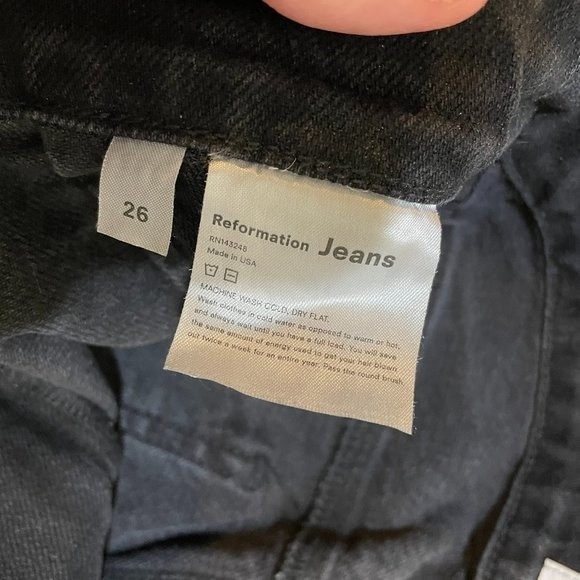 26
Reformation Jeans
RN143248
Made in USA
MACHINE WASH COLD, DRY FLAT.
Wash clothes in cold water as opposed to warm or hot,
and always wait until you have a full load. You will save
the same amount of energy used to get your hair blown
out twice a week for an entire year. Pass the round brush.